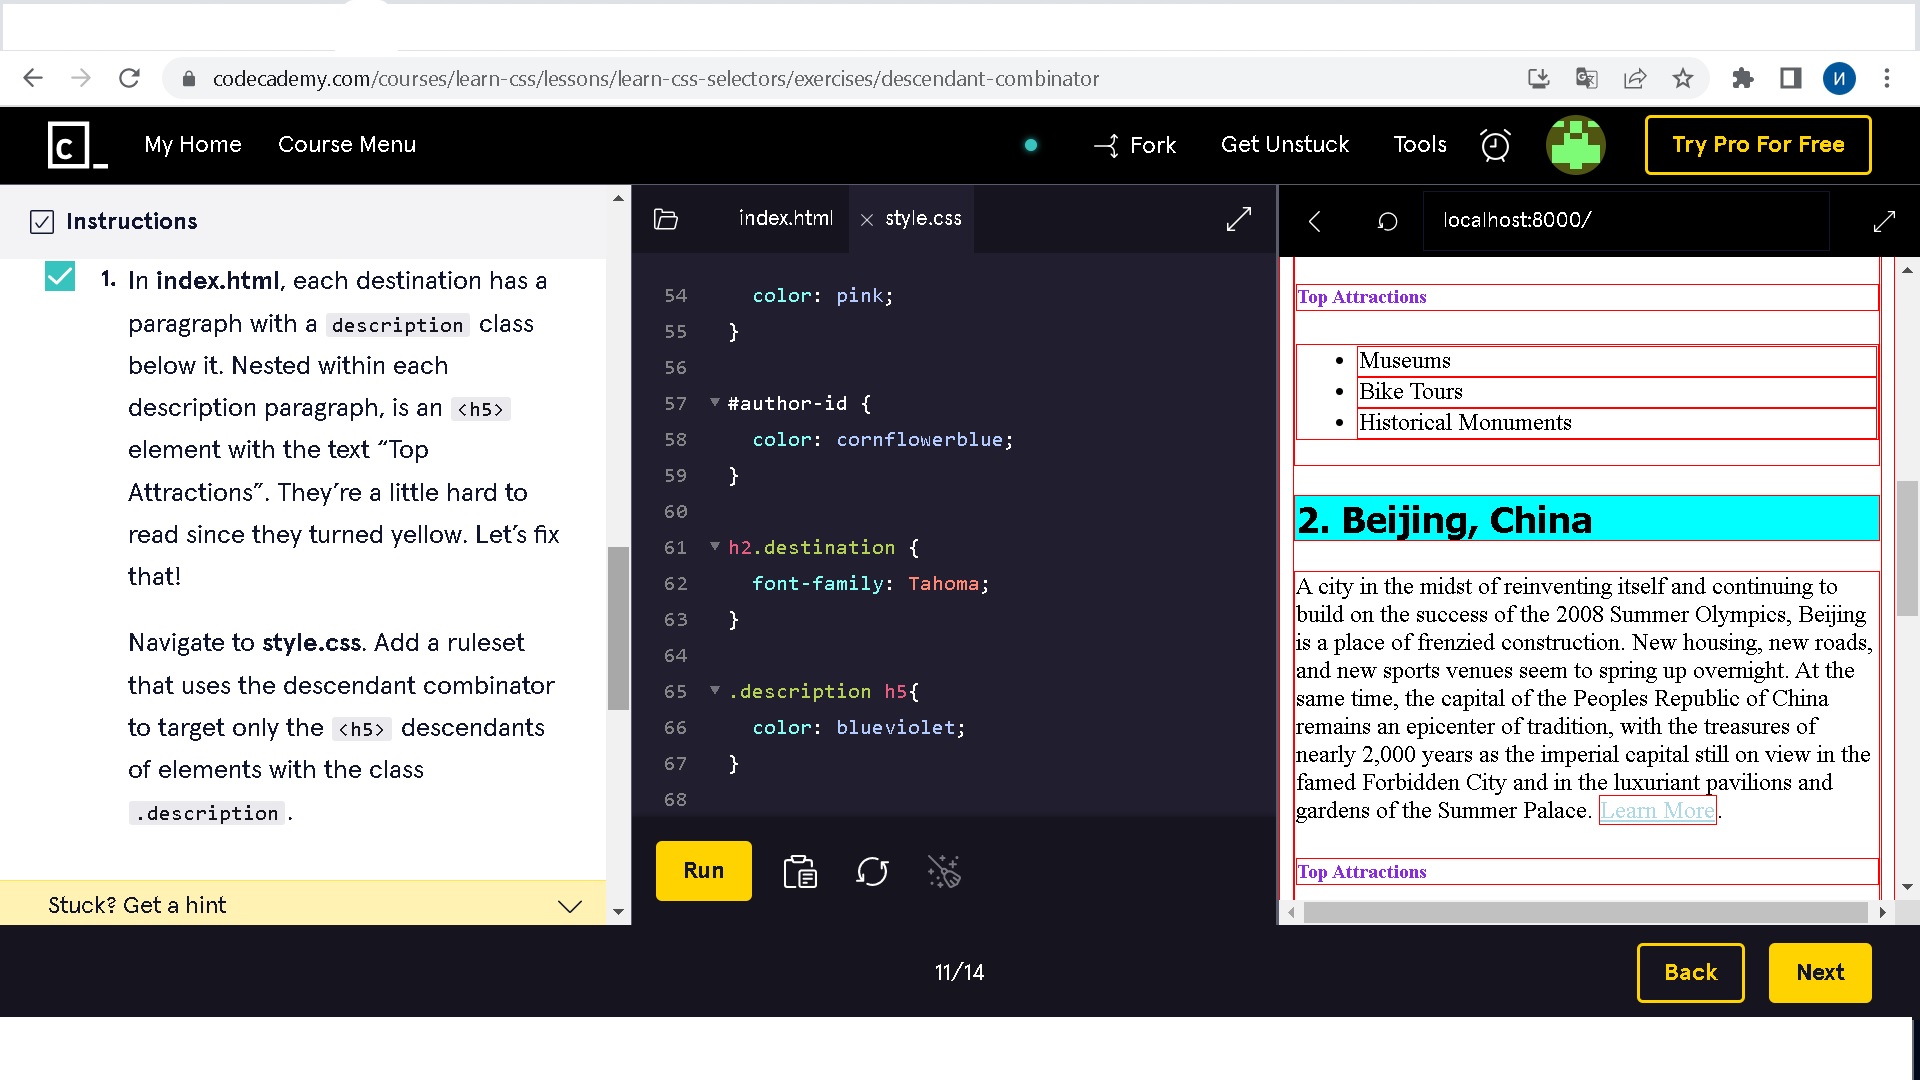 codecademy.com/courses/learn-css/lessons/learn-css-selectors/exercises/descendant-combinator
И
c_
My Home
Course Menu
Fork
Get Unstuck
Tools
Try Pro For Free
Instructions
1. In index.html, each destination has a
paragraph with a description class
below it. Nested within each
description paragraph, is an <h5>
element with the text “Top
Attractions”. They’re a little hard to
read since they turned yellow. Let’s fix
that!
Navigate to style.css. Add a ruleset
that uses the descendant combinator
to target only the <h5> descendants
of elements with the class
.description.
Stuck? Get a hint
index.html
style.css
54 color: pink;
55 }
56
57 #author-id {
58 color: cornflowerblue;
59 }
60
61 h2.destination {
62 font-family: Tahoma;
63 }
64
65 .description h5{
66 color: blueviolet;
67 }
68
Run
localhost:8000/
Top Attractions
• Museums
• Bike Tours
• Historical Monuments
2. Beijing, China
A city in the midst of reinventing itself and continuing to
build on the success of the 2008 Summer Olympics, Beijing
is a place of frenzied construction. New housing, new roads,
and new sports venues seem to spring up overnight. At the
same time, the capital of the Peoples Republic of China
remains an epicenter of tradition, with the treasures of
nearly 2,000 years as the imperial capital still on view in the
famed Forbidden City and in the luxuriant pavilions and
gardens of the Summer Palace. Learn More.
Top Attractions
11/14
Back
Next